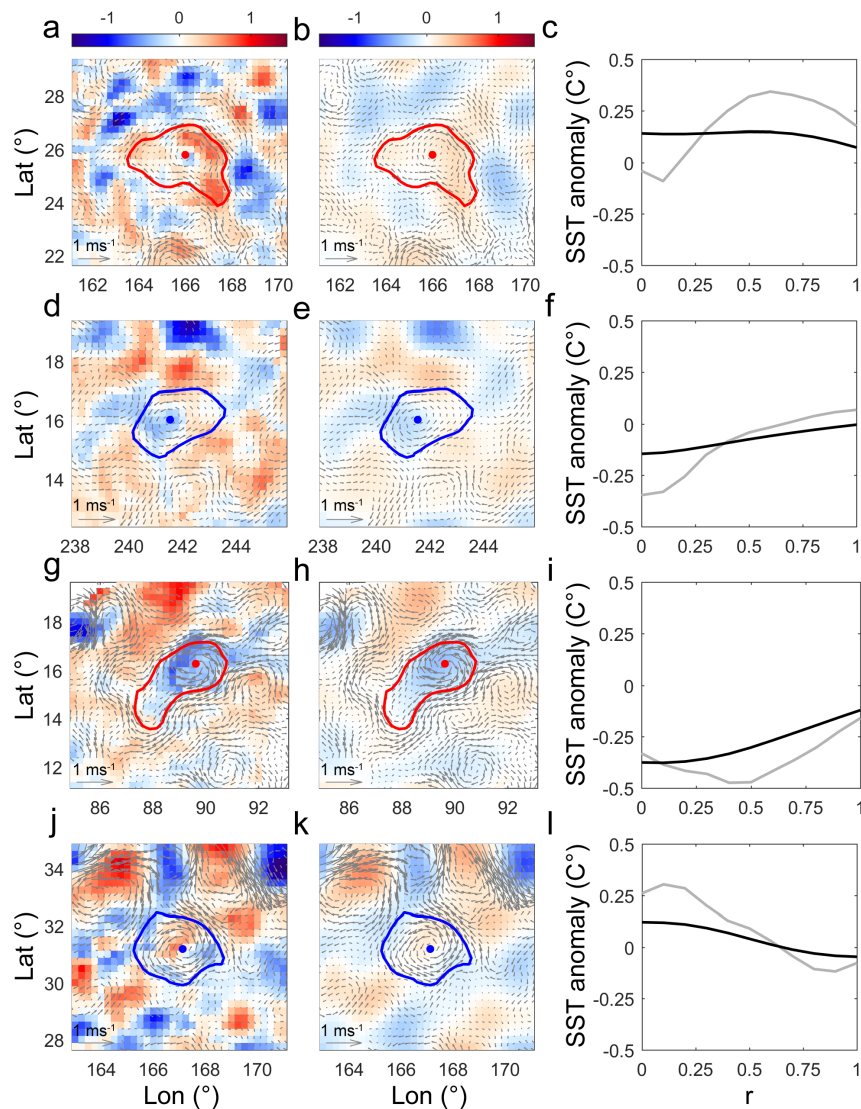 a b c
-1 0 1 -1 0 1
Lat (°)
28
26
24
22
1 ms-1 1 ms-1
162 164 166 168 170 162 164 166 168 170
SST anomaly (C°)
0.5
0.25
0
-0.25
-0.5
0 0.25 0.5 0.75 1
d e f
Lat (°)
18
16
14
1 ms-1 1 ms-1
238 240 242 244 238 240 242 244
SST anomaly (C°)
0.5
0.25
0
-0.25
-0.5
0 0.25 0.5 0.75 1
g h i
Lat (°)
18
16
14
12
1 ms-1 1 ms-1
86 88 90 92 86 88 90 92
SST anomaly (C°)
0.5
0.25
0
-0.25
-0.5
0 0.25 0.5 0.75 1
j k l
Lat (°)
34
32
30
28
1 ms-1 1 ms-1
164 166 168 170 164 166 168 170
Lon (°) Lon (°)
SST anomaly (C°)
0.5
0.25
0
-0.25
-0.5
0 0.25 0.5 0.75 1
r